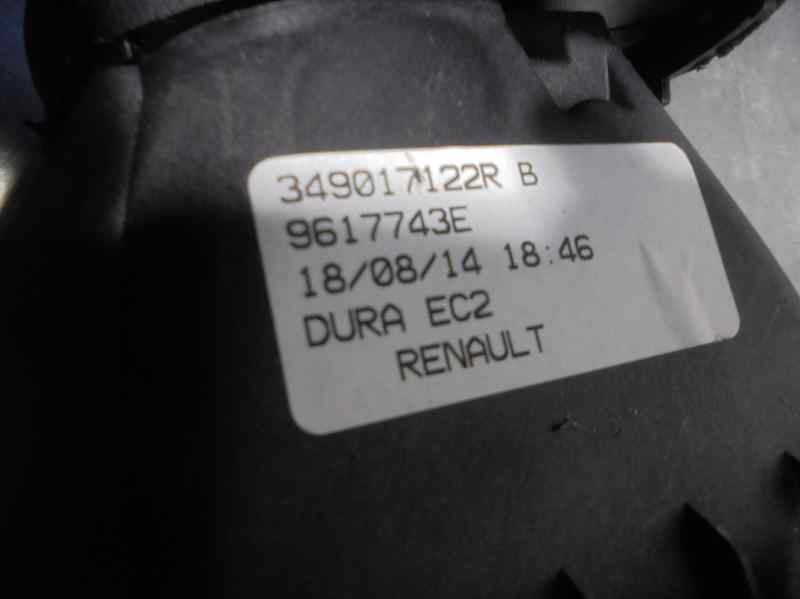 349017122R B
9617743E
18/08/14 18:46
DURA EC2
RENAULT